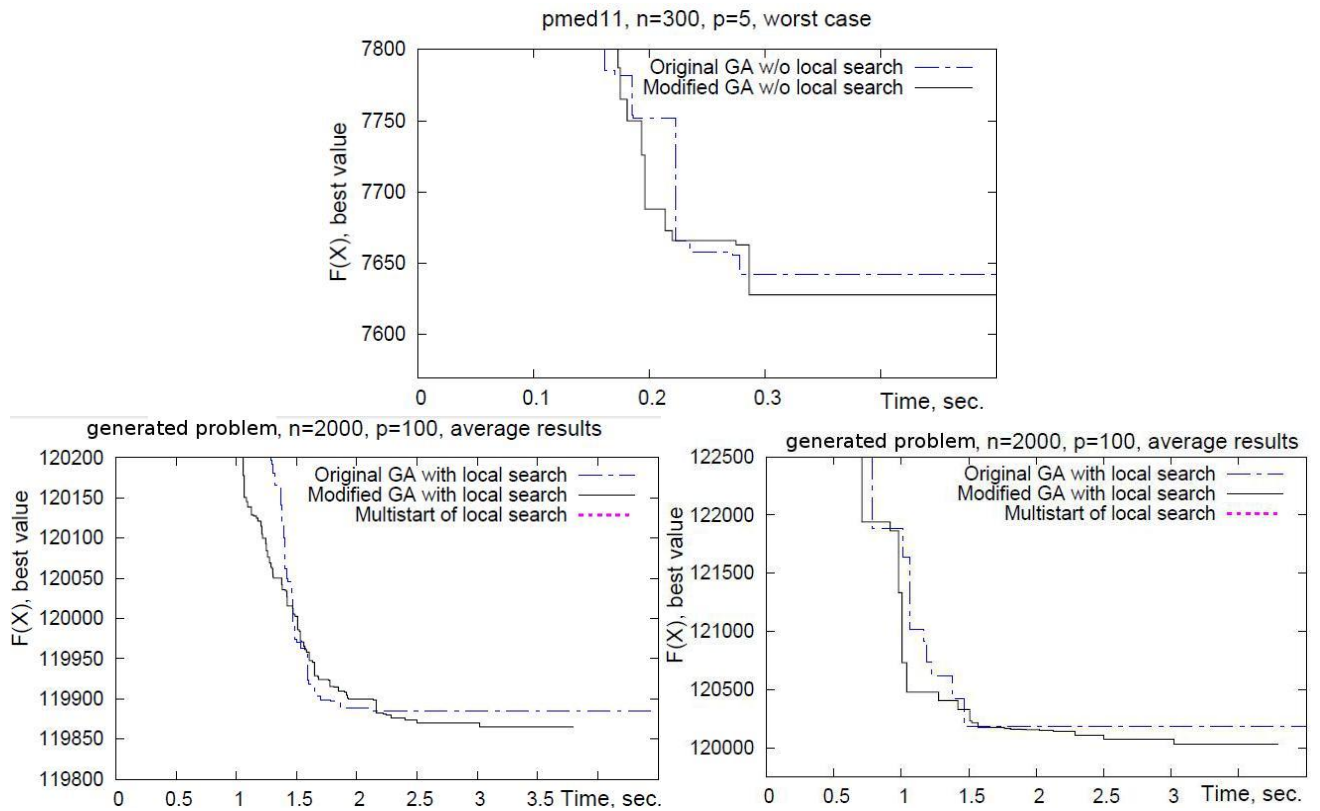 pmed11, n=300, p=5, worst case
7800
7750
7700
7650
7600
F(X), best value
Original GA w/o local search
Modified GA w/o local search
0 0.1 0.2 0.3 Time, sec.
generated problem, n=2000, p=100, average results
120200
120150
120100
120050
120000
119950
119900
119850
119800
F(X), best value
Original GA with local search
Modified GA with local search
Multistart of local search
0 0.5 1 1.5 2 2.5 3 3.5 Time, sec.
generated problem, n=2000, p=100, average results
122500
122000
121500
121000
120500
120000
F(X), best value
Original GA with local search
Modified GA with local search
Multistart of local search
0 0.5 1 1.5 2 2.5 3 Time, sec.